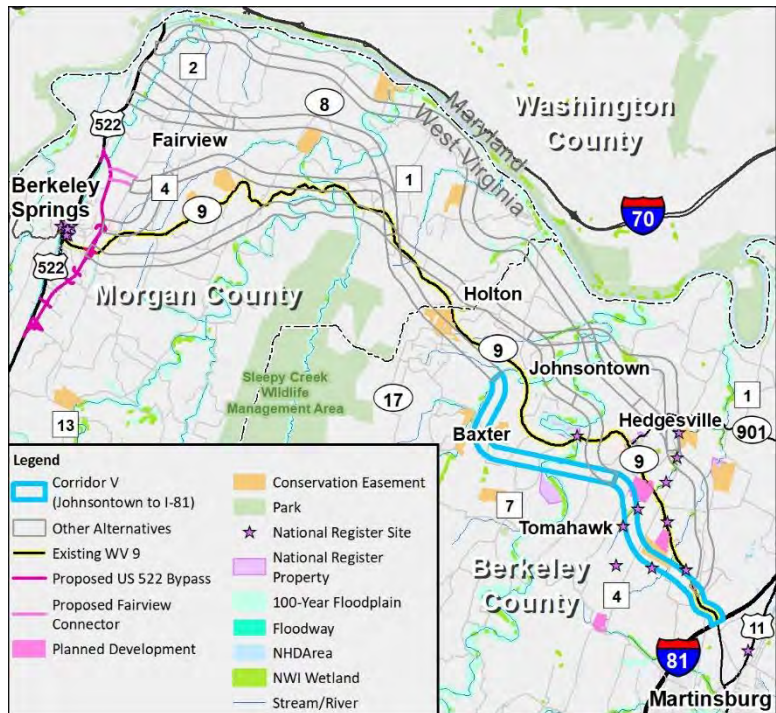 2
522
8
Maryland
West Virginia
Washington
County
Fairview
1
4
Berkeley
Springs
9
70
522
Morgan County
Holton
9
Johnsontown
Sleepy Creek
Wildlife
Management Area
17
1
13
Baxter
Hedgesville
901
9
7
Tomahawk
Berkeley
County
4
11
81
Martinsburg
Legend
Corridor V
(Johnsontown to I-81)
Other Alternatives
Existing WV 9
Proposed US 522 Bypass
Proposed Fairview
Connector
Planned Development
Conservation Easement
Park
National Register Site
National Register
Property
100-Year Floodplain
Floodway
NHDArea
NWI Wetland
Stream/River